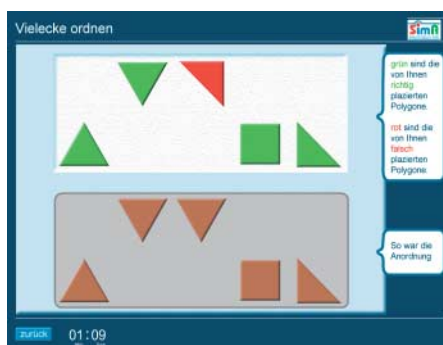 Vielecke ordnen
SimA
grün sind die
von Ihnen
richtig
plazierten
Polygone.
rot sind die
von Ihnen
falsch
plazierten
Polygone
So war die
Anordnung
zurück
01:09